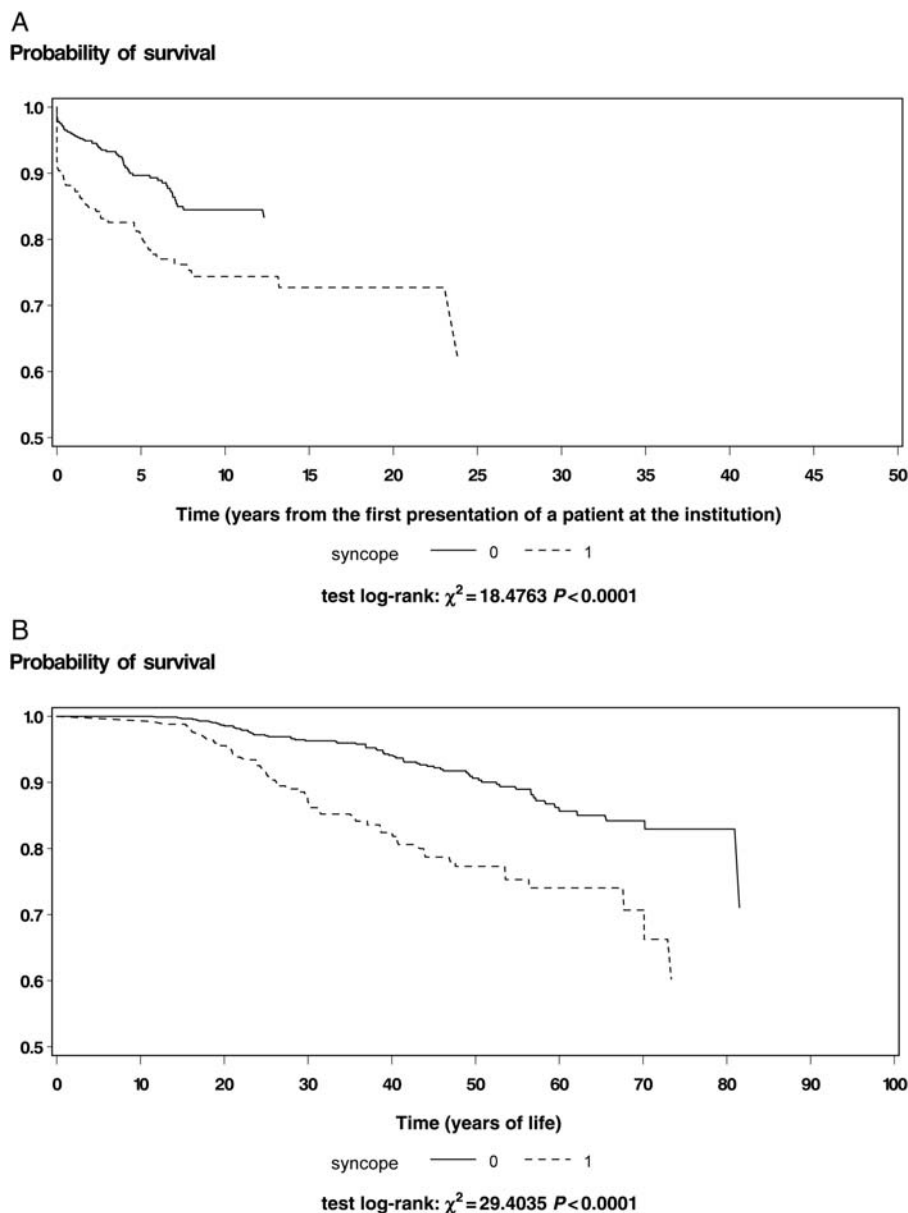 A
Probability of survival
1.0
0.9
0.8
0.7
0.6
0.5
0 5 10 15 20 25 30 35 40 45 50
Time (years from the first presentation of a patient at the institution)
syncope 0 1
test log-rank: χ²=18.4763 P<0.0001
B
Probability of survival
1.0
0.9
0.8
0.7
0.6
0.5
0 10 20 30 40 50 60 70 80 90 100
Time (years of life)
syncope 0 1
test log-rank: χ²=29.4035 P<0.0001